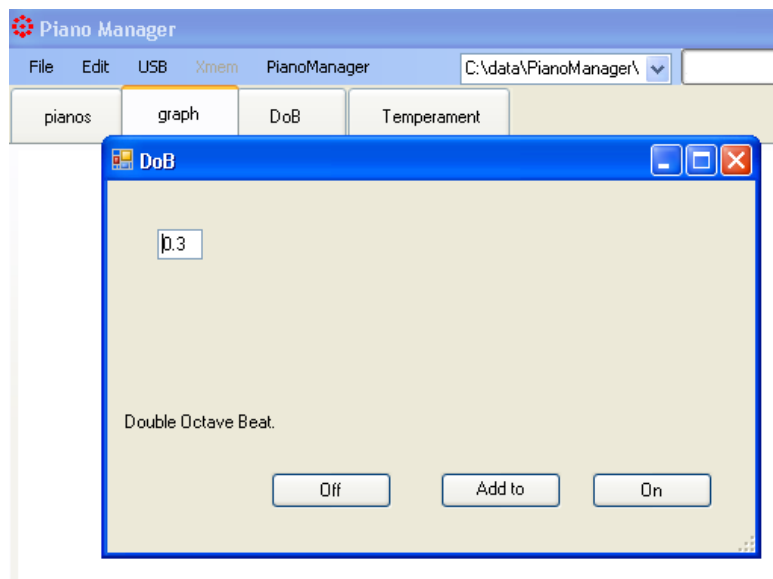 Piano Manager
File Edit USB Xmem PianoManager C:\data\PianoManager\
pianos graph DoB Temperament
DoB
0.3
Double Octave Beat.
Off Add to On